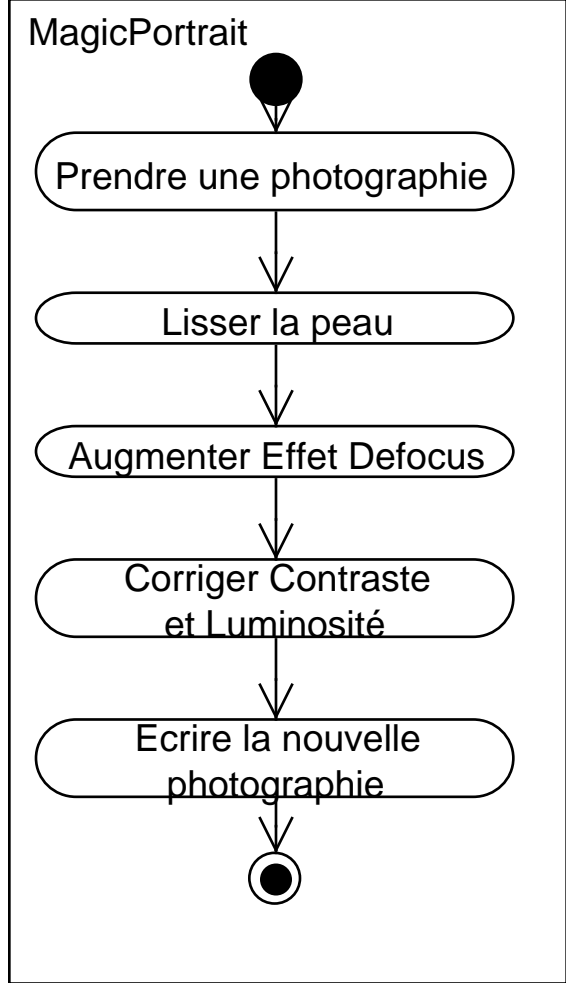 MagicPortrait
Prendre une photographie
Lisser la peau
Augmenter Effet Defocus
Corriger Contraste
et Luminosité
Ecrire la nouvelle
photographie